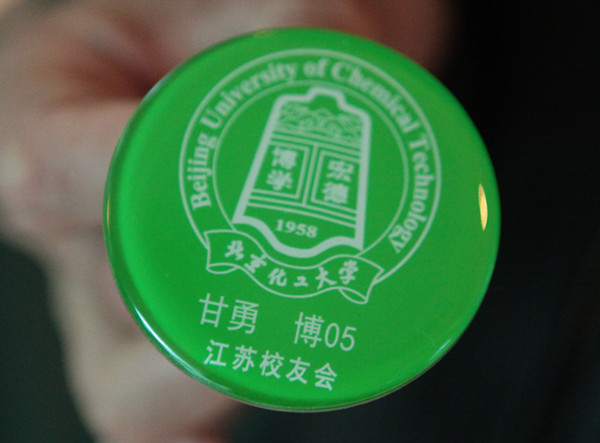 Beijing University of Chemical Technology
宏德
博学
1958
北京化工大学
甘勇 博05
江苏校友会